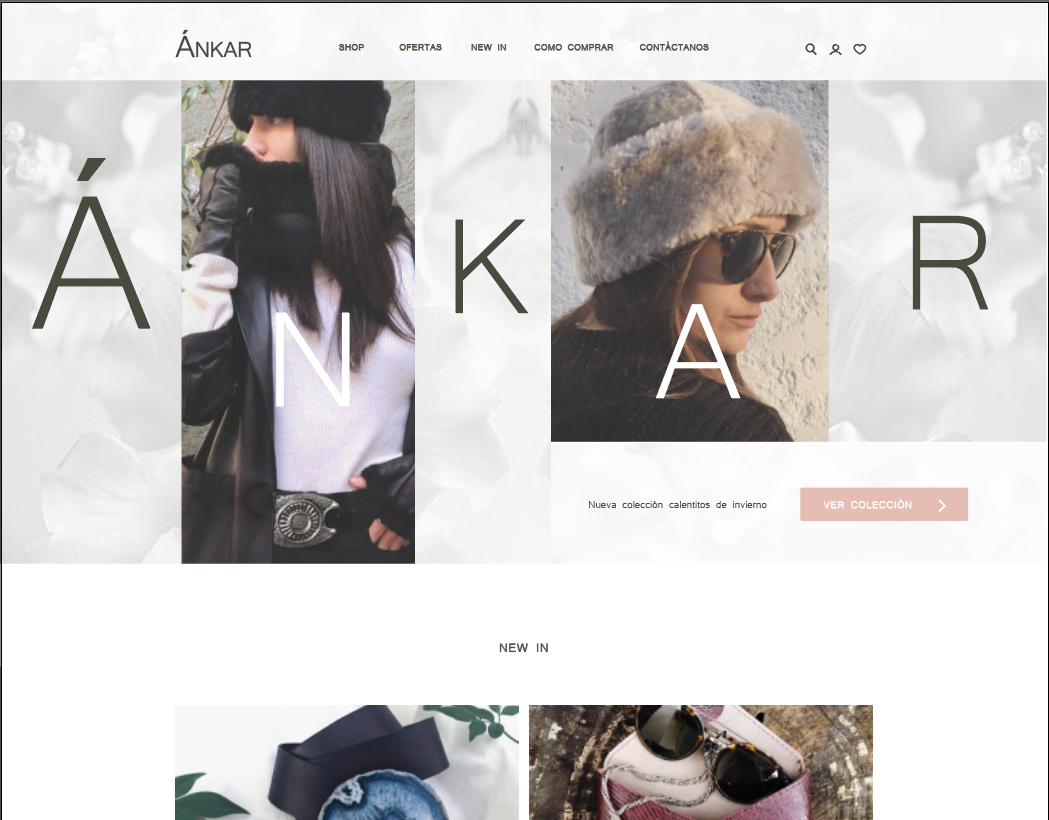 ÁNKAR
SHOP OFERTAS NEW IN COMO COMPRAR CONTÁCTANOS
Á N K A R
Nueva colección calentitos de invierno
VER COLECCIÓN
NEW IN